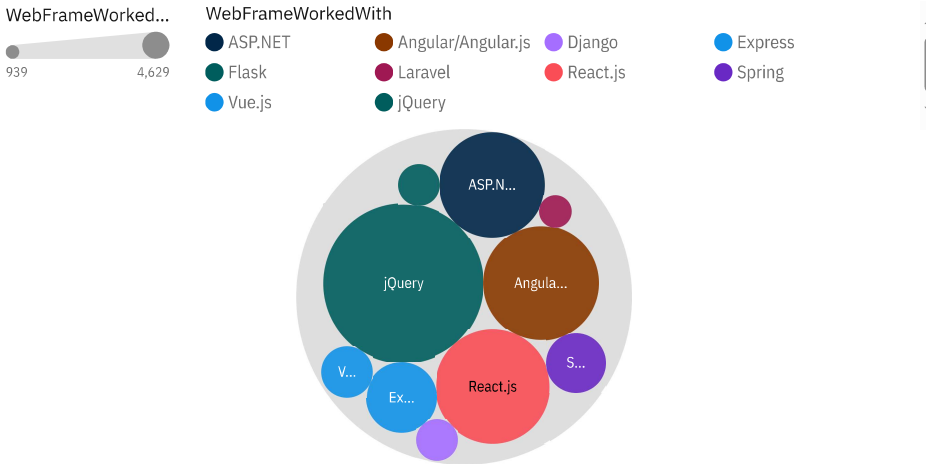 WebFrameWorked...
939 4,629
WebFrameWorkedWith
ASP.NET Angular/Angular.js Django Express
Flask Laravel React.js Spring
Vue.js jQuery
ASP.N...
jQuery Angula...
S...
V...
React.js
Ex...